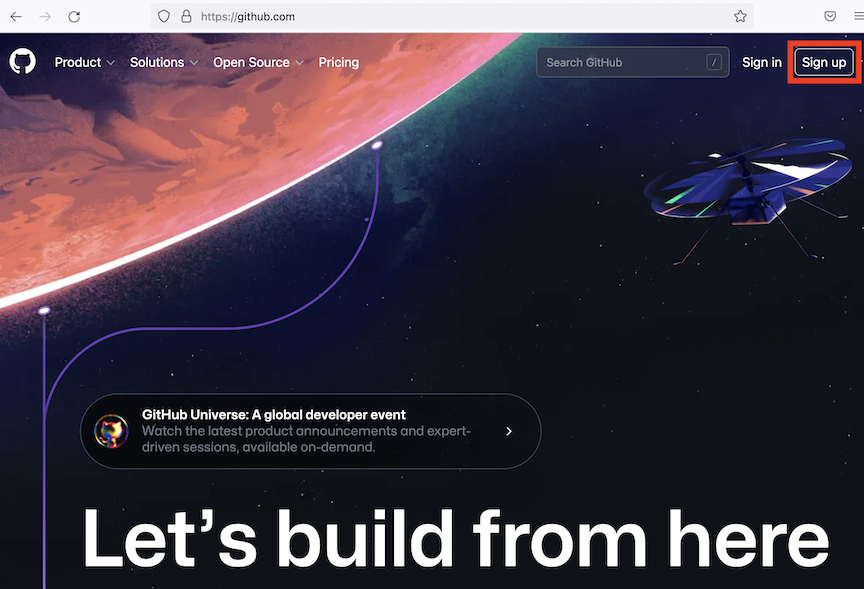 https://github.com
Product Solutions Open Source Pricing Search GitHub / Sign in Sign up
GitHub Universe: A global developer event
Watch the latest product announcements and expert-
driven sessions, available on-demand.
Let's build from here